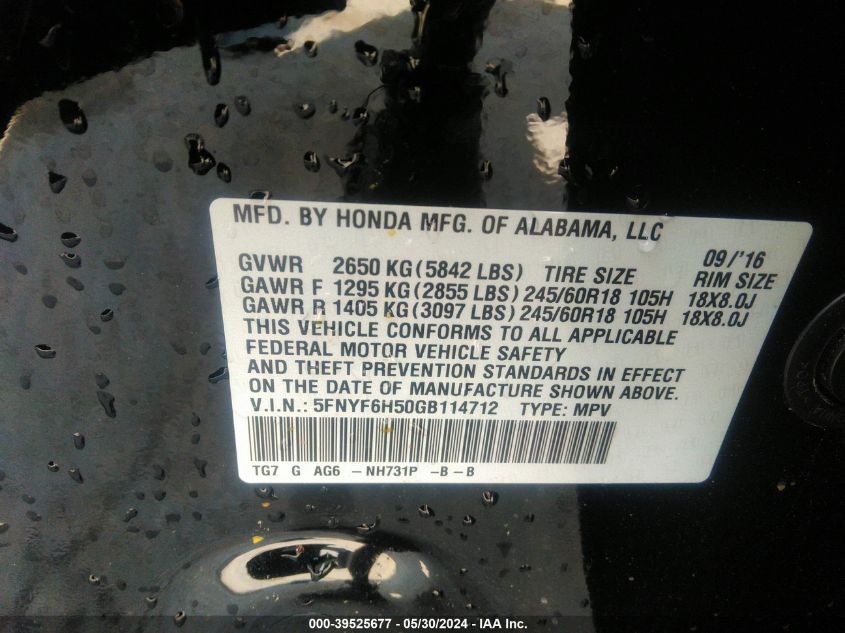 MFD. BY HONDA MFG. OF ALABAMA, LLC
09/'16
GVWR 2650 KG (5842 LBS) TIRE SIZE RIM SIZE
GAWR F 1295 KG (2855 LBS) 245/60R18 105H 18X8.0J
GAWR R 1405 KG (3097 LBS) 245/60R18 105H 18X8.0J
THIS VEHICLE CONFORMS TO ALL APPLICABLE
FEDERAL MOTOR VEHICLE SAFETY
AND THEFT PREVENTION STANDARDS IN EFFECT
ON THE DATE OF MANUFACTURE SHOWN ABOVE.
V.I.N.: 5FNYF6H50GB114712 TYPE: MPV
TG7 G AG6 - NH731P -B - B
000-39525677 - 05/30/2024 - IAA Inc.